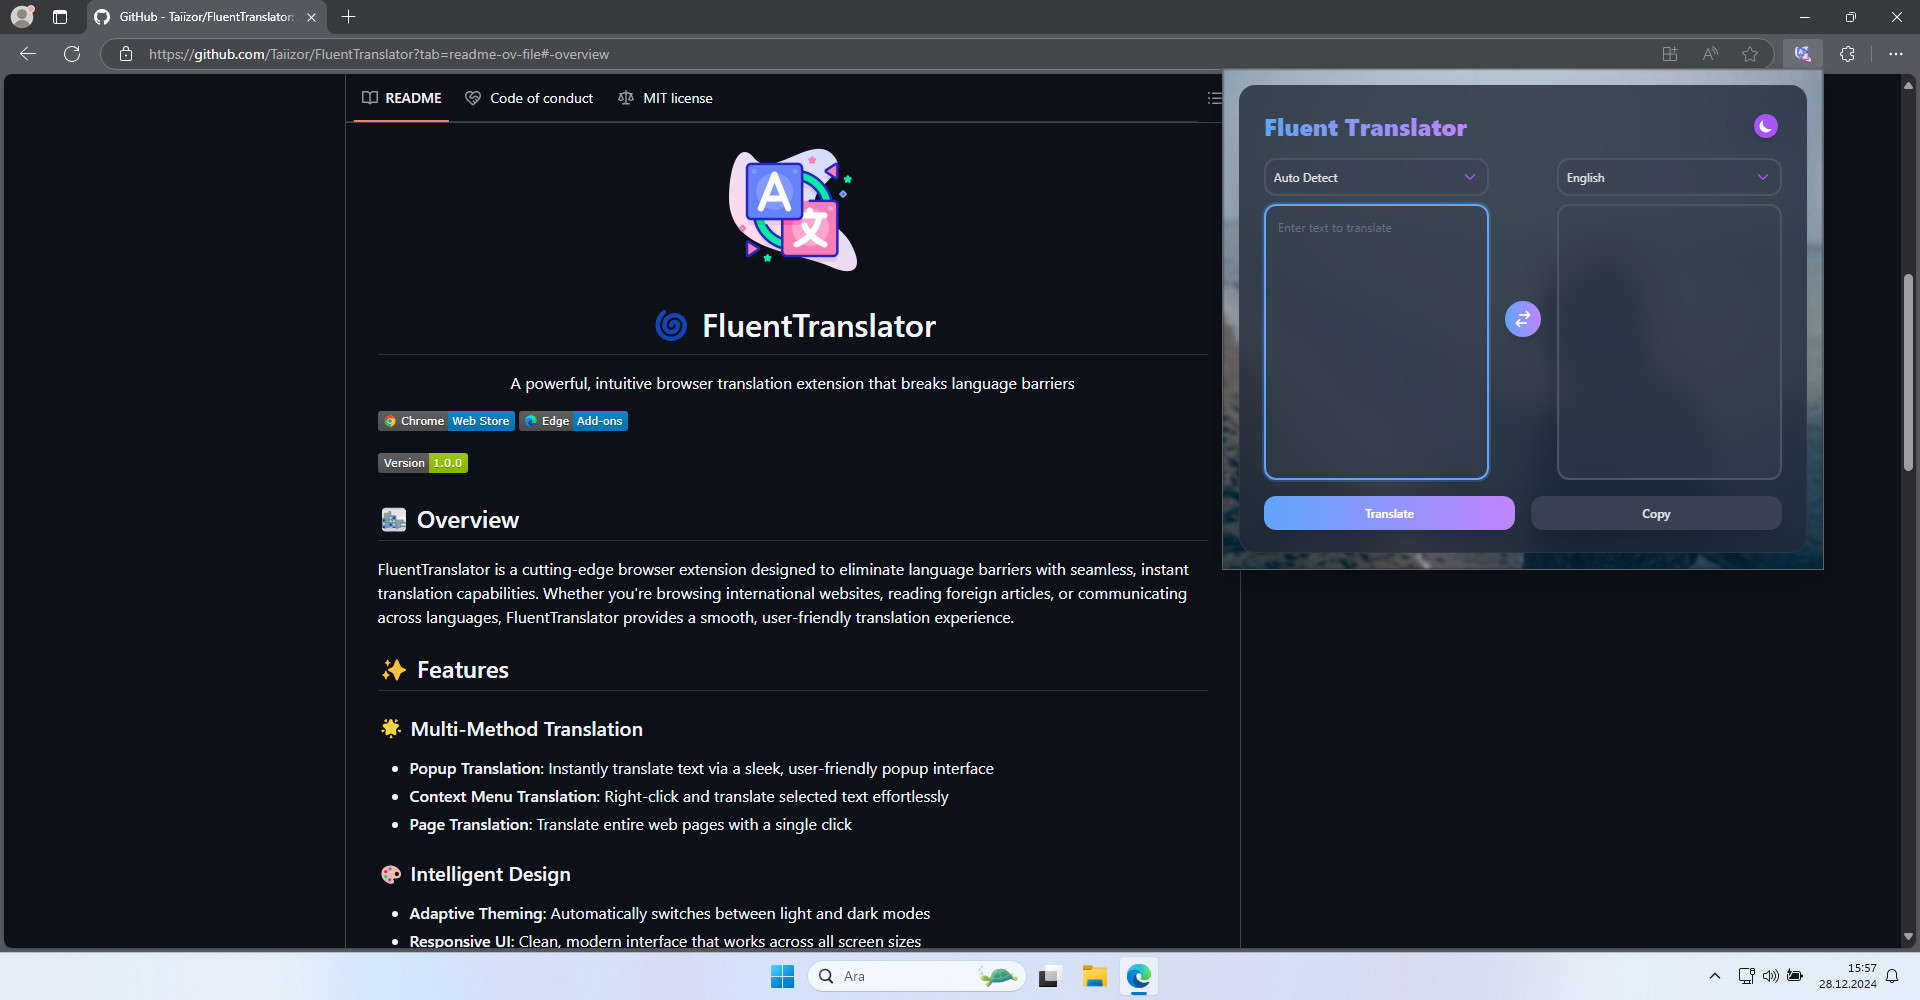 GitHub - Taiizor/FluentTranslator:
https://github.com/Taiizor/FluentTranslator?tab=readme-ov-file#-overview
README
Code of conduct
MIT license
A
文
FluentTranslator
A powerful, intuitive browser translation extension that breaks language barriers
Chrome Web Store
Edge Add-ons
Version 1.0.0
Overview
FluentTranslator is a cutting-edge browser extension designed to eliminate language barriers with seamless, instant
translation capabilities. Whether you're browsing international websites, reading foreign articles, or communicating
across languages, FluentTranslator provides a smooth, user-friendly translation experience.
Features
Multi-Method Translation
Popup Translation: Instantly translate text via a sleek, user-friendly popup interface
Context Menu Translation: Right-click and translate selected text effortlessly
Page Translation: Translate entire web pages with a single click
Intelligent Design
Adaptive Theming: Automatically switches between light and dark modes
Responsive UI: Clean, modern interface that works across all screen sizes
Fluent Translator
Auto Detect
English
Enter text to translate
Translate
Copy
Ara
15:57
28.12.2024